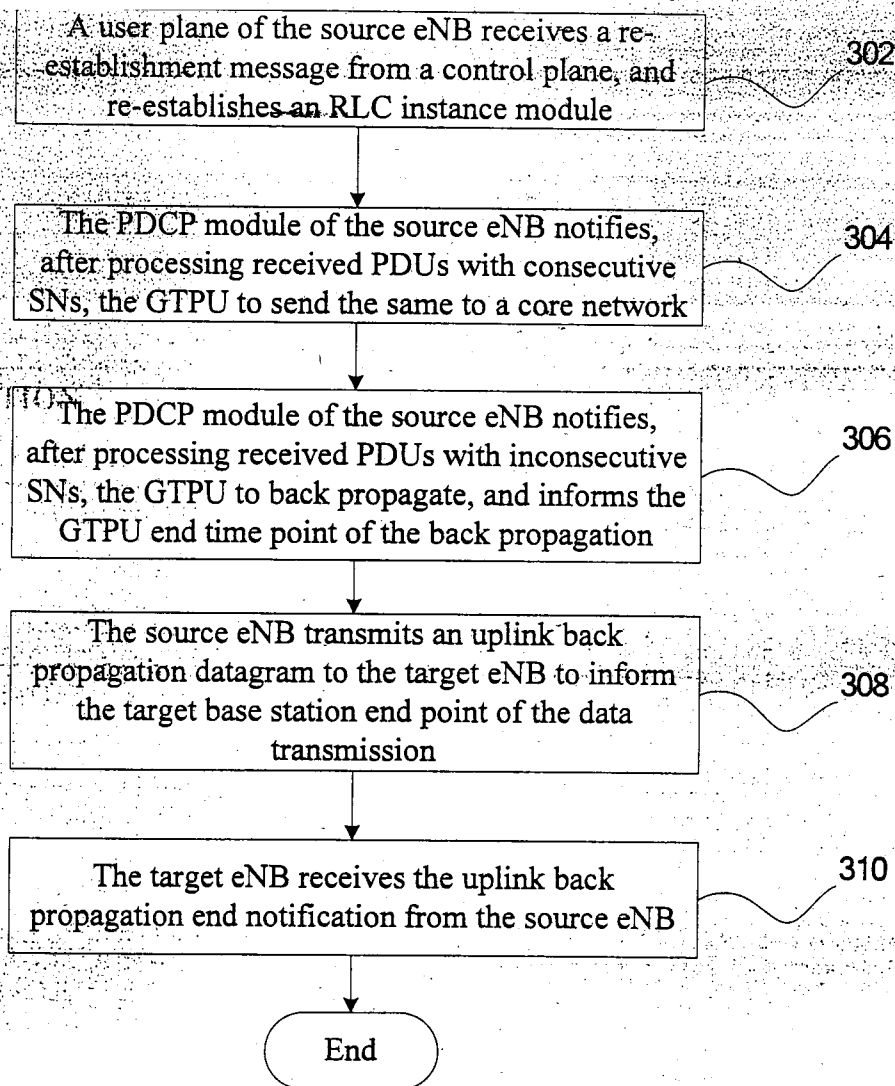 A user plane of the source eNB receives a re-
establishment message from a control plane, and
re-establishes an RLC instance module
302
The PDCP module of the source eNB notifies,
after processing received PDUs with consecutive
SNs, the GTPU to send the same to a core network
304
The PDCP module of the source eNB notifies,
after processing received PDUs with inconsecutive
SNs, the GTPU to back propagate, and informs the
GTPU end time point of the back propagation
306
The source eNB transmits an uplink back
propagation datagram to the target eNB to inform
the target base station end point of the data
transmission
308
The target eNB receives the uplink back
propagation end notification from the source eNB
310
End